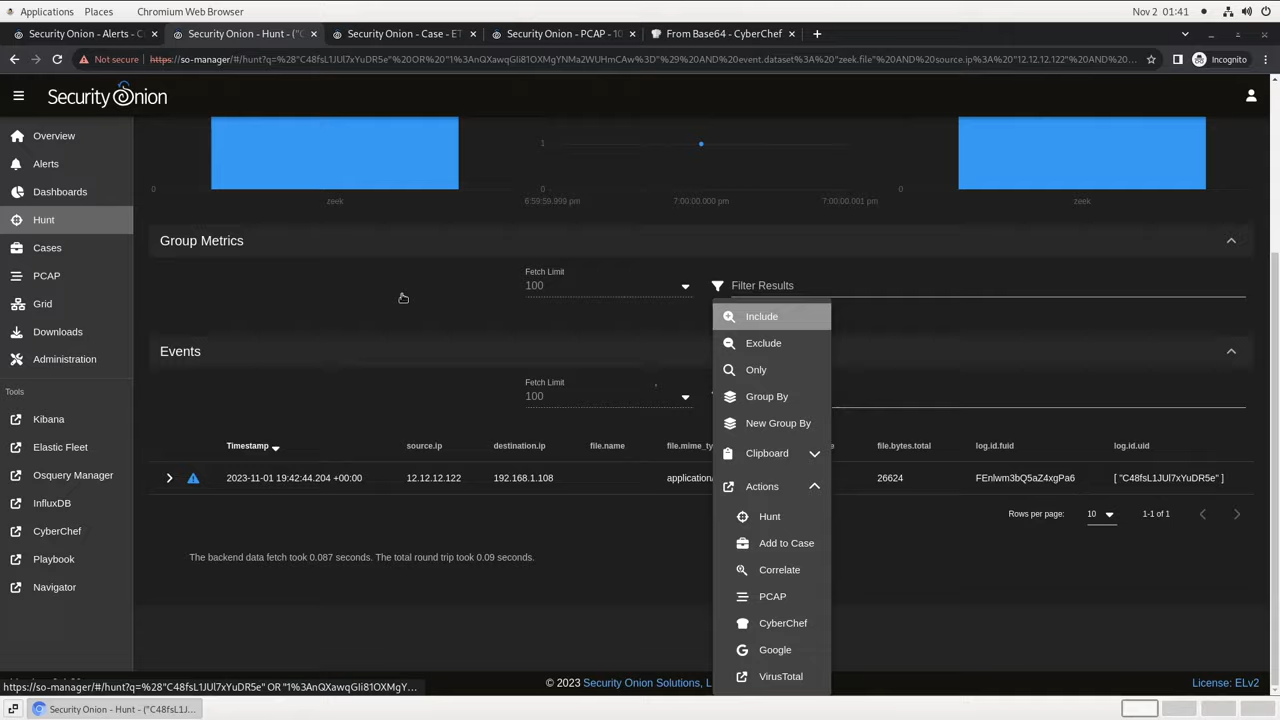 Applications Places Chromium Web Browser Nov 2 01:41
Security Onion - Alerts - C
Security Onion - Hunt - ("C
Security Onion - Case - ET
Security Onion - PCAP - 10
From Base64 - CyberChef
Not secure https://so-manager/#/hunt?q=%28"C48fsL1JUl7xYuDR5e"%20OR%20"1%3AnQXawqGIi81OXMgYNMa2WUHmCAw%3D"%29%20AND%20event.dataset%3A%20"zeek.file"%20AND%20source.ip%3A%20"12.12.12.122"%20AND%20... Incognito
Security Onion
Overview
Alerts
Dashboards
Hunt
Cases
PCAP
Grid
Downloads
Administration
Tools
Kibana
Elastic Fleet
Osquery Manager
InfluxDB
CyberChef
Playbook
Navigator
1
0 0 0
zeek 6:59:59.999 pm 7:00:00.000 pm 7:00:00.001 pm zeek
Group Metrics
Fetch Limit
100 Filter Results
Include
Exclude
Only
Group By
New Group By
Clipboard
Actions
Hunt
Add to Case
Correlate
PCAP
CyberChef
Google
VirusTotal
Events
Fetch Limit
100
Timestamp source.ip destination.ip file.name file.mime_ty e file.bytes.total log.id.fuid log.id.uid
2023-11-01 19:42:44.204 +00:00 12.12.12.122 192.168.1.108 application/ 26624 FEnlwm3bQ5aZ4xgPa6 [ "C48fsL1JUl7xYuDR5e" ]
Rows per page: 10 1-1 of 1
The backend data fetch took 0.087 seconds. The total round trip took 0.09 seconds.
https://so-manager/#/hunt?q=%28"C48fsL1JUl7xYuDR5e" OR "1%3AnQXawqGIi81OXMgY...
© 2023 Security Onion Solutions, L
License: ELv2
Security Onion - Hunt - ("C48fsL1J...